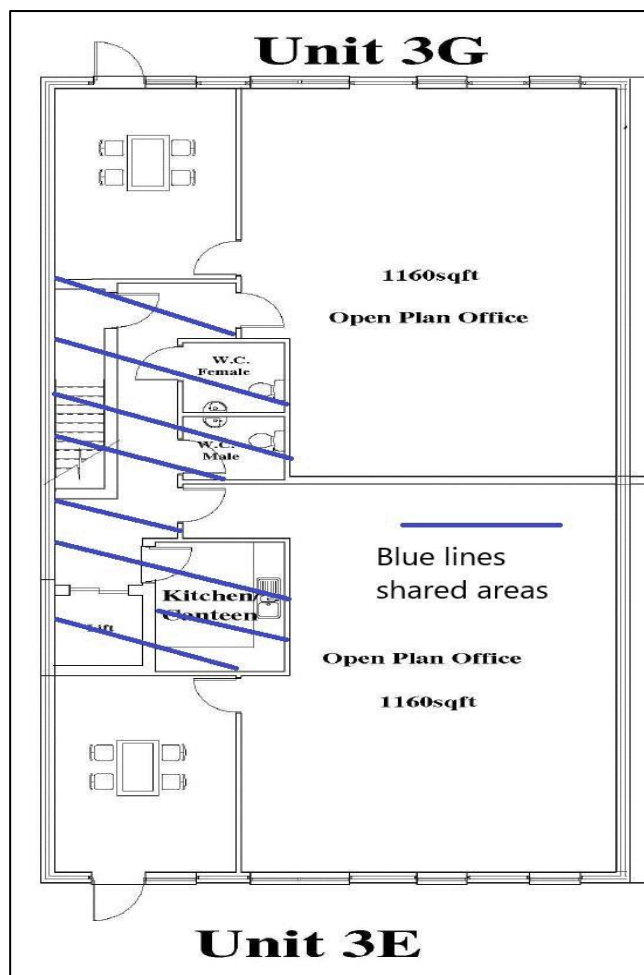 Unit 3G
1160sqft
Open Plan Office
W.C.
Female
W.C.
Male
Blue lines
shared areas
Kitchen/
Canteen
Lift
Open Plan Office
1160sqft
Unit 3E